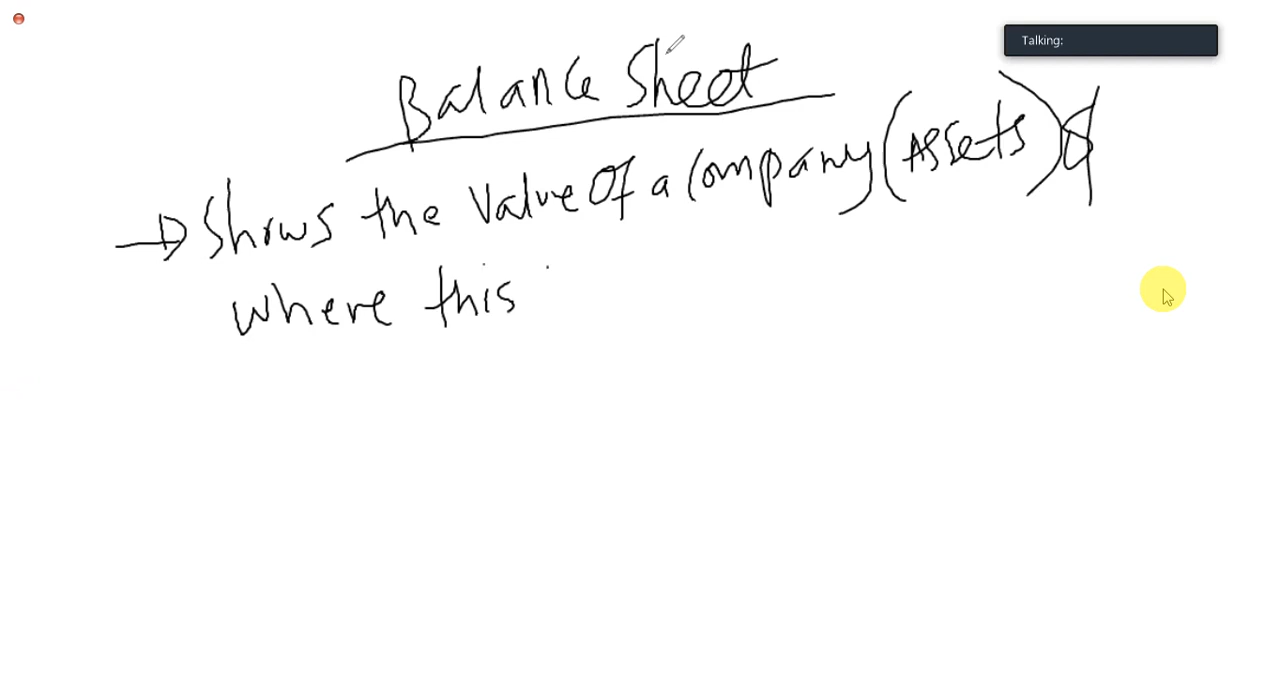 Talking:
Balance Sheet
Shows the Value Of a Company (Assets) &
where this